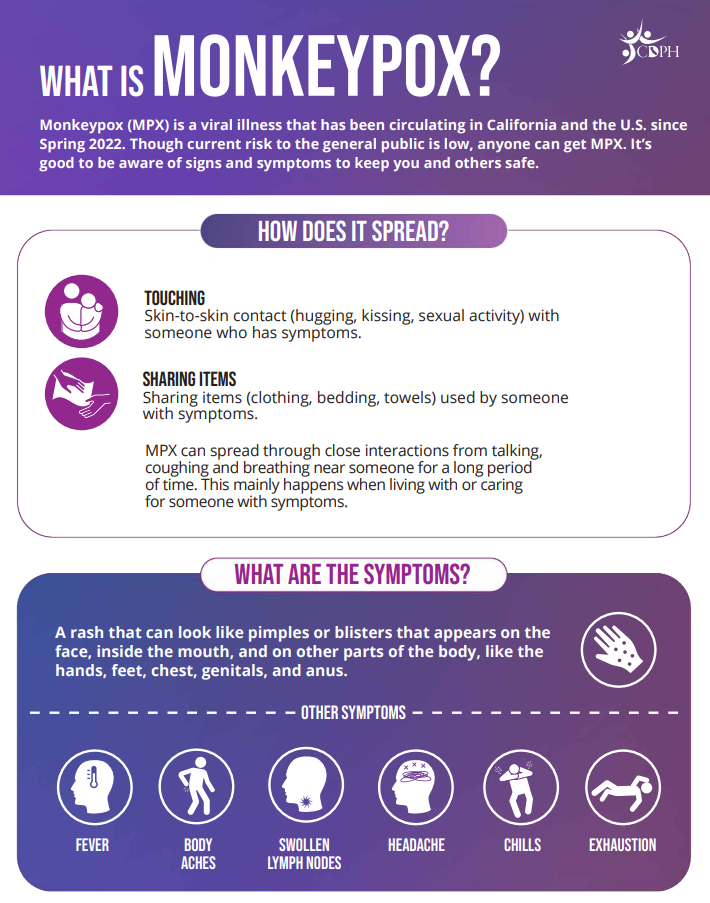 CDPH
WHAT IS MONKEYPOX?
Monkeypox (MPX) is a viral illness that has been circulating in California and the U.S. since
Spring 2022. Though current risk to the general public is low, anyone can get MPX. It’s
good to be aware of signs and symptoms to keep you and others safe.
HOW DOES IT SPREAD?
TOUCHING
Skin-to-skin contact (hugging, kissing, sexual activity) with
someone who has symptoms.
SHARING ITEMS
Sharing items (clothing, bedding, towels) used by someone
with symptoms.
MPX can spread through close interactions from talking,
coughing and breathing near someone for a long period
of time. This mainly happens when living with or caring
for someone with symptoms.
WHAT ARE THE SYMPTOMS?
A rash that can look like pimples or blisters that appears on the
face, inside the mouth, and on other parts of the body, like the
hands, feet, chest, genitals, and anus.
OTHER SYMPTOMS
FEVER
BODY
ACHES
SWOLLEN
LYMPH NODES
HEADACHE
CHILLS
EXHAUSTION